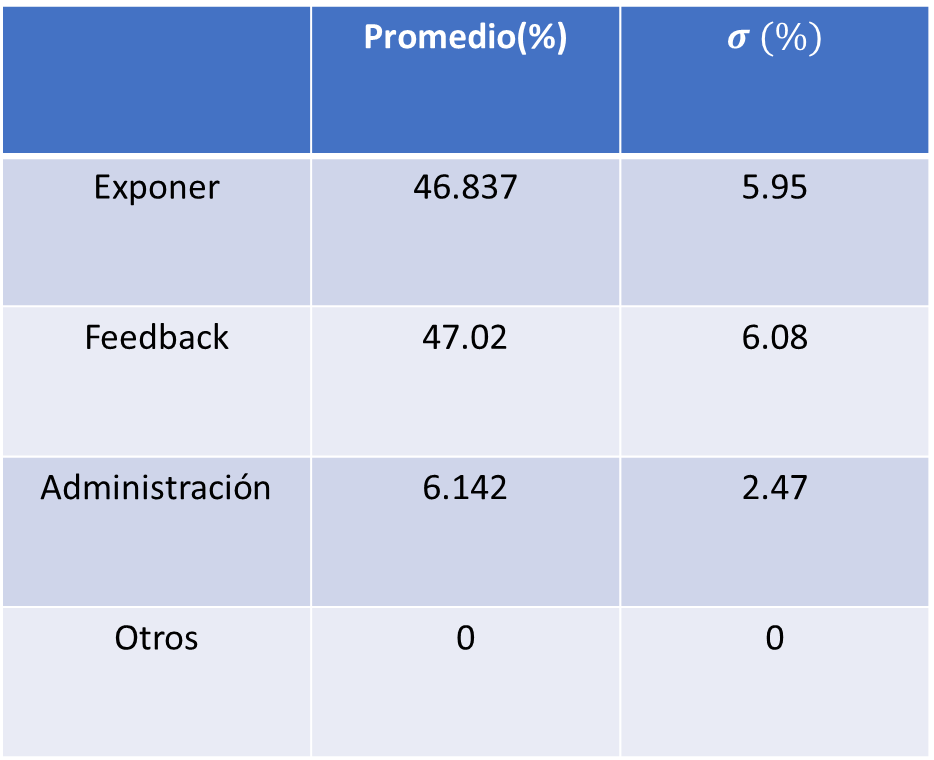 Promedio(%) σ (%)
Exponer 46.837 5.95
Feedback 47.02 6.08
Administración 6.142 2.47
Otros 0 0